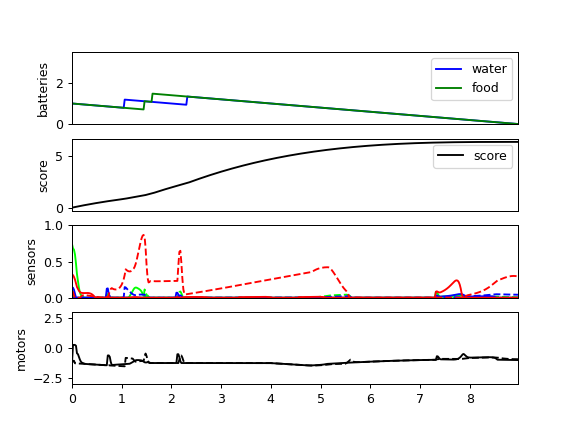 batteries
2
0
water
food
score
5
0
score
sensors
1.0
0.5
0.0
motors
2.5
0.0
−2.5
0 1 2 3 4 5 6 7 8